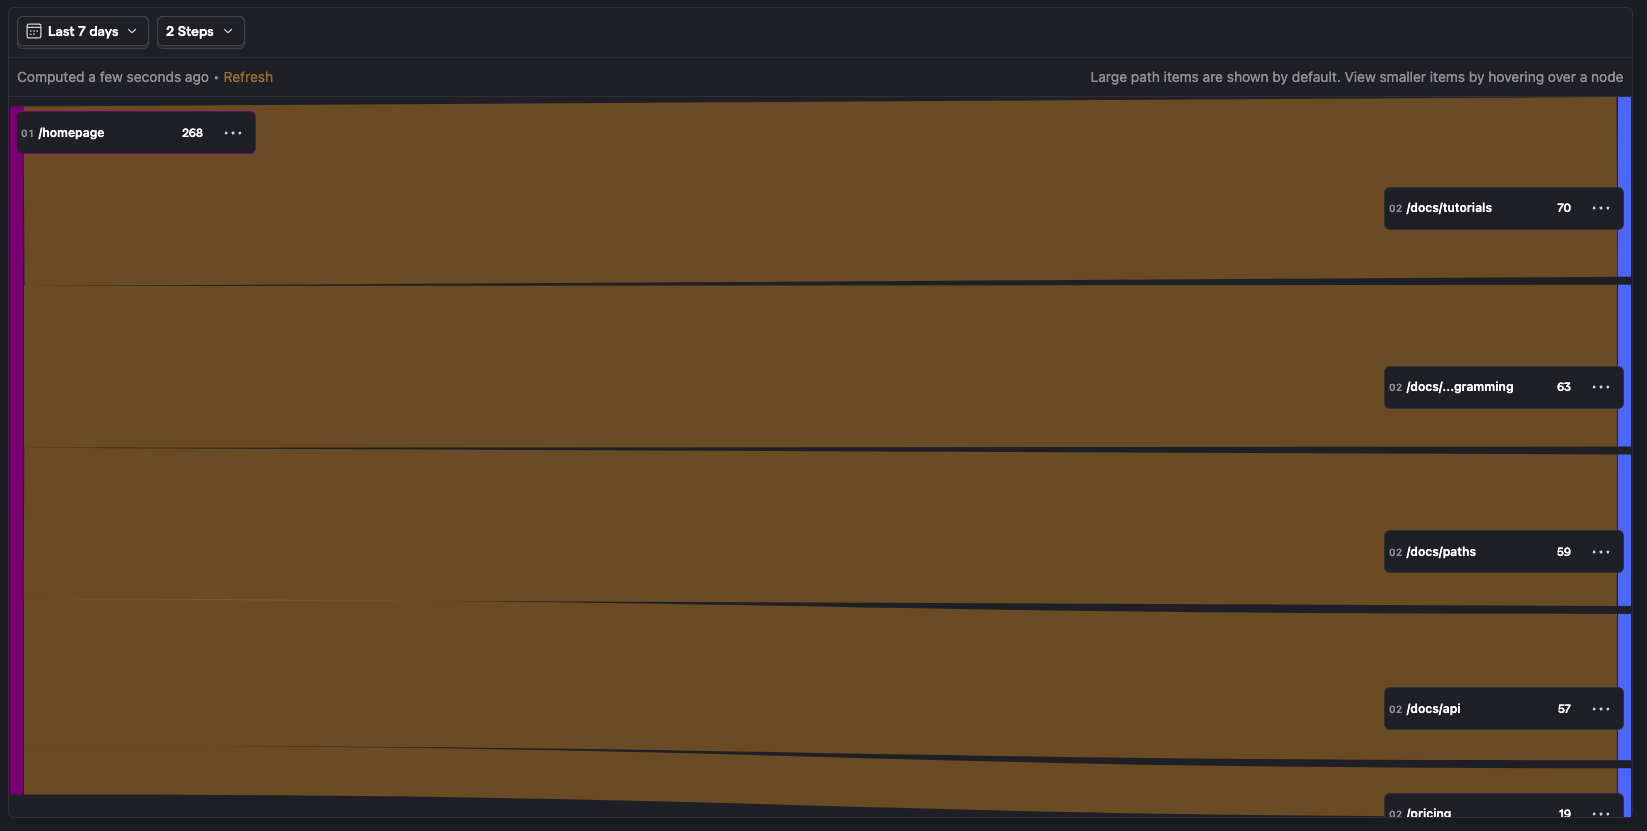 Last 7 days 2 Steps
Computed a few seconds ago • Refresh Large path items are shown by default. View smaller items by hovering over a node
01 /homepage 268 ...
02 /docs/tutorials 70 ...
02 /docs/...gramming 63 ...
02 /docs/paths 59 ...
02 /docs/api 57 ...
02 /pricing 19 ...